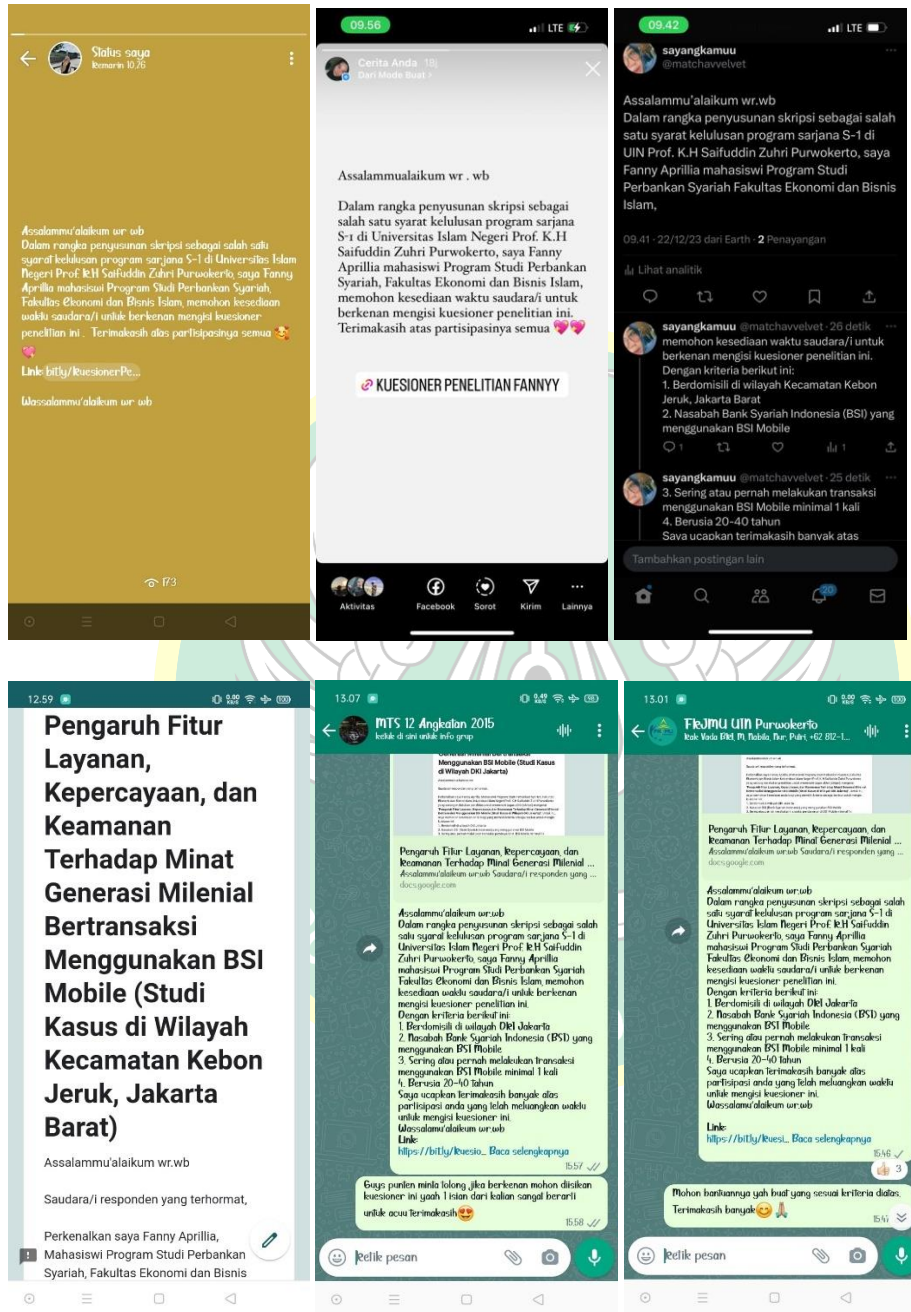 Status saya
Kemarin 10.26
Assalammu'alaikum wr wb
Dalam rangka penyusunan skripsi sebagai salah satu
syarat kelulusan program sarjana S-1 di Universitas Islam
Negeri Prof. K.H Saifuddin Zuhri Purwokerto, saya Fanny
Aprillia mahasiswi Program Studi Perbankan Syariah,
Fakultas Ekonomi dan Bisnis Islam, memohon kesediaan
waktu saudara/i untuk berkenan mengisi kuesioner
penelitian ini . Terimakasih atas partisipasinya semua 🥰
💖
Link: bit.ly/KuesionerPe...
Wassalammu'alaikum wr wb
173
09.56
LTE
Cerita Anda 18j
Dari Mode Buat >
Assalammualaikum wr . wb
Dalam rangka penyusunan skripsi sebagai
salah satu syarat kelulusan program sarjana
S-1 di Universitas Islam Negeri Prof. K.H
Saifuddin Zuhri Purwokerto, saya Fanny
Aprillia mahasiswi Program Studi Perbankan
Syariah, Fakultas Ekonomi dan Bisnis Islam,
memohon kesediaan waktu saudara/i untuk
berkenan mengisi kuesioner penelitian ini.
Terimakasih atas partisipasinya semua 💖💖
KUESIONER PENELITIAN FANNYY
Aktivitas
Facebook
Sorot
Kirim
Lainnya
09.42
LTE
sayangkamuu
@matchavvelvet
Assalammu'alaikum wr.wb
Dalam rangka penyusunan skripsi sebagai salah
satu syarat kelulusan program sarjana S-1 di
UIN Prof. K.H Saifuddin Zuhri Purwokerto, saya
Fanny Aprillia mahasiswi Program Studi
Perbankan Syariah Fakultas Ekonomi dan Bisnis
Islam,
09.41 · 22/12/23 dari Earth · 2 Penayangan
Lihat analitik
sayangkamuu @matchavvelvet · 26 detik
memohon kesediaan waktu saudara/i untuk
berkenan mengisi kuesioner penelitian ini.
Dengan kriteria berikut ini:
1. Berdomisili di wilayah Kecamatan Kebon
Jeruk, Jakarta Barat
2. Nasabah Bank Syariah Indonesia (BSI) yang
menggunakan BSI Mobile
1
1
sayangkamuu @matchavvelvet · 25 detik
3. Sering atau pernah melakukan transaksi
menggunakan BSI Mobile minimal 1 kali
4. Berusia 20-40 tahun
Saya ucapkan terimakasih banyak atas
Tambahkan postingan lain
20
12.59
0.00
KB/S
100
Pengaruh Fitur
Layanan,
Kepercayaan, dan
Keamanan
Terhadap Minat
Generasi Milenial
Bertransaksi
Menggunakan BSI
Mobile (Studi
Kasus di Wilayah
Kecamatan Kebon
Jeruk, Jakarta
Barat)
Assalammu'alaikum wr.wb
Saudara/i responden yang terhormat,
Perkenalkan saya Fanny Aprillia,
Mahasiswi Program Studi Perbankan
Syariah, Fakultas Ekonomi dan Bisnis
13.07
MTS 12 Angkatan 2015
ketuk di sini untuk info grup
Menggunakan BSI Mobile (Studi Kasus
di Wilayah DKI Jakarta)
Pengaruh Fitur Layanan, Kepercayaan, dan
Keamanan Terhadap Minat Generasi Milenial ...
Assalammu'alaikum wr.wb Saudara/i responden yang ...
docs.google.com
Assalammu'alaikum wr.wb
Dalam rangka penyusunan skripsi sebagai salah
satu syarat kelulusan program sarjana S-1 di
Universitas Islam Negeri Prof. K.H Saifuddin
Zuhri Purwokerto, saya Fanny Aprillia
mahasiswi Program Studi Perbankan Syariah
Fakultas Ekonomi dan Bisnis Islam, memohon
kesediaan waktu saudara/i untuk berkenan
mengisi kuesioner penelitian ini.
Dengan kriteria berikut ini:
1. Berdomisili di wilayah DKI Jakarta
2. Nasabah Bank Syariah Indonesia (BSI) yang
menggunakan BSI Mobile
3. Sering atau pernah melakukan transaksi
menggunakan BSI Mobile minimal 1 kali
4. Berusia 20-40 tahun
Saya ucapkan terimakasih banyak atas
partisipasi anda yang telah meluangkan waktu
untuk mengisi kuesioner ini.
Wassalamu'alaikum wr.wb
Link:
https://bit.ly/Kuesio... Baca selengkapnya
15.57
Guys punten minta tolong jika berkenan mohon diisikan
kuesioner ini yaah 1 isian dari kalian sangat berarti
untuk acuu terimakasih😍
15.58
Ketik pesan
13.01
FKJMU UIN Purwokerto
Kak Vada
Pengaruh Fitur Layanan, Kepercayaan, dan
Keamanan Terhadap Minat Generasi Milenial ...
Assalammu'alaikum wr.wb Saudara/i responden yang ...
docs.google.com
Assalammu'alaikum wr.wb
Dalam rangka penyusunan skripsi sebagai salah
satu syarat kelulusan program sarjana S-1 di
Universitas Islam Negeri Prof. K.H Saifuddin
Zuhri Purwokerto, saya Fanny Aprillia
mahasiswi Program Studi Perbankan Syariah
Fakultas Ekonomi dan Bisnis Islam, memohon
kesediaan waktu saudara/i untuk berkenan
mengisi kuesioner penelitian ini.
Dengan kriteria berikut ini:
1. Berdomisili di wilayah DKI Jakarta
2. Nasabah Bank Syariah Indonesia (BSI) yang
menggunakan BSI Mobile
3. Sering atau pernah melakukan transaksi
menggunakan BSI Mobile minimal 1 kali
4. Berusia 20-40 tahun
Saya ucapkan terimakasih banyak atas
partisipasi anda yang telah meluangkan waktu
untuk mengisi kuesioner ini.
Wassalamu'alaikum wr.wb
Link:
https://bit.ly/Kuesi... Baca selengkapnya
15.46
3
Mohon bantuannya yah buat yang sesuai kriteria diatas.
Terimakasih banyak😊🙏
15.47
Ketik pesan